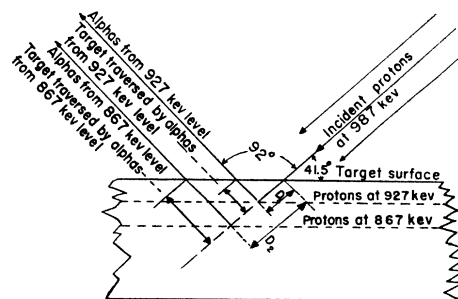 Alphas from 927 kev level
Target traversed by alphas
from 927 kev level
Alphas from 867 kev level
Target traversed by alphas
from 867 kev level
Incident protons
at 987 kev
92°
41.5°
Target surface
Protons at 927 kev
Protons at 867 kev
D₂